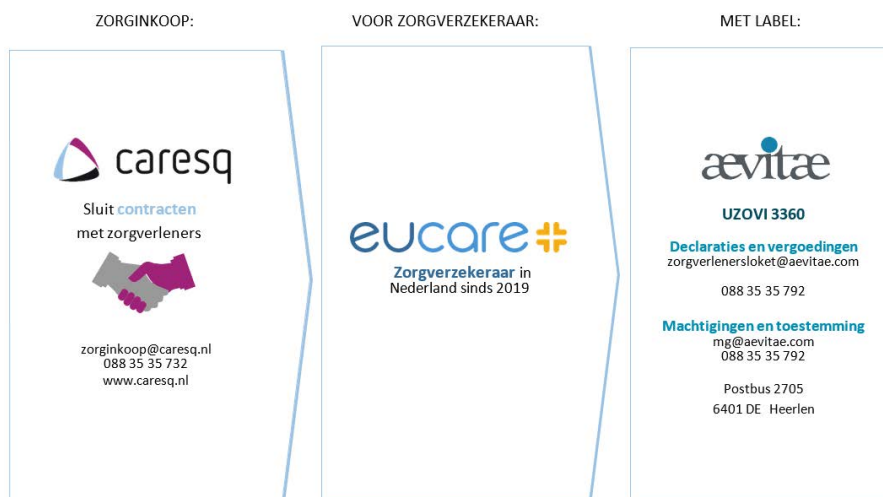 ZORGINKOOP:
caresq
Sluit contracten
met zorgverleners
zorginkoop@caresq.nl
088 35 35 732
www.caresq.nl
VOOR ZORGVERZEKERAAR:
eucare
Zorgverzekeraar in
Nederland sinds 2019
MET LABEL:
ævitæ
UZOVI 3360
Declaraties en vergoedingen
zorgverlenersloket@aevitae.com
088 35 35 792
Machtigingen en toestemming
mg@aevitae.com
088 35 35 792
Postbus 2705
6401 DE Heerlen